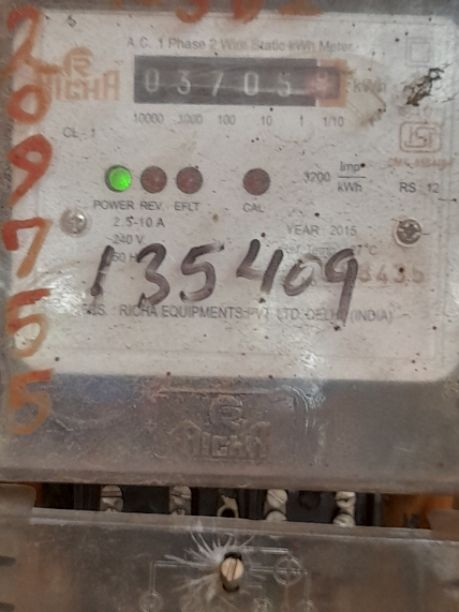 A.C. 1 Phase 2 Wire Static kWh Meter
RICHA
03705 kWh
10000 1000 100 10 1 1/10
CL-1
3200 Imp/kWh
RS 12
POWER REV. EFLT CAL
2.5-10 A
YEAR 2015
240 V
135409
RICHA EQUIPMENTS PVT. LTD. DELHI (INDIA)
209755
RICHA